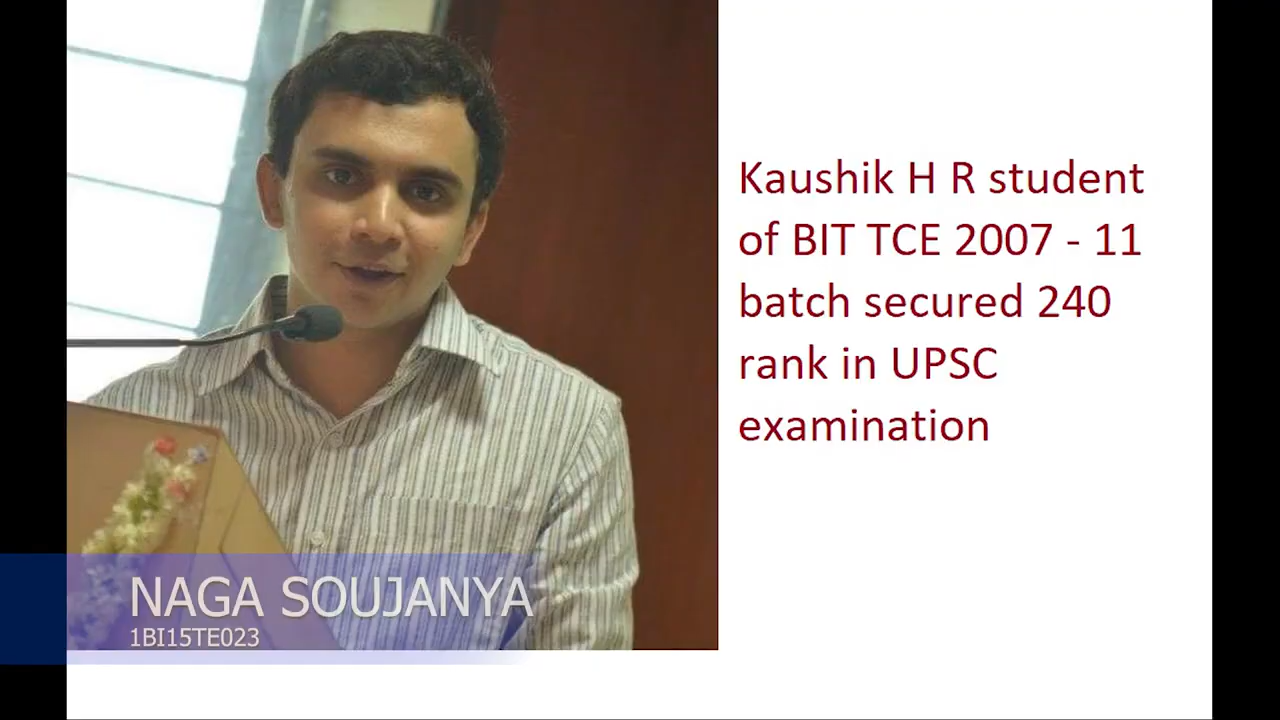 Kaushik H R student
of BIT TCE 2007 - 11
batch secured 240
rank in UPSC
examination
NAGA SOUJANYA
1BI15TE023